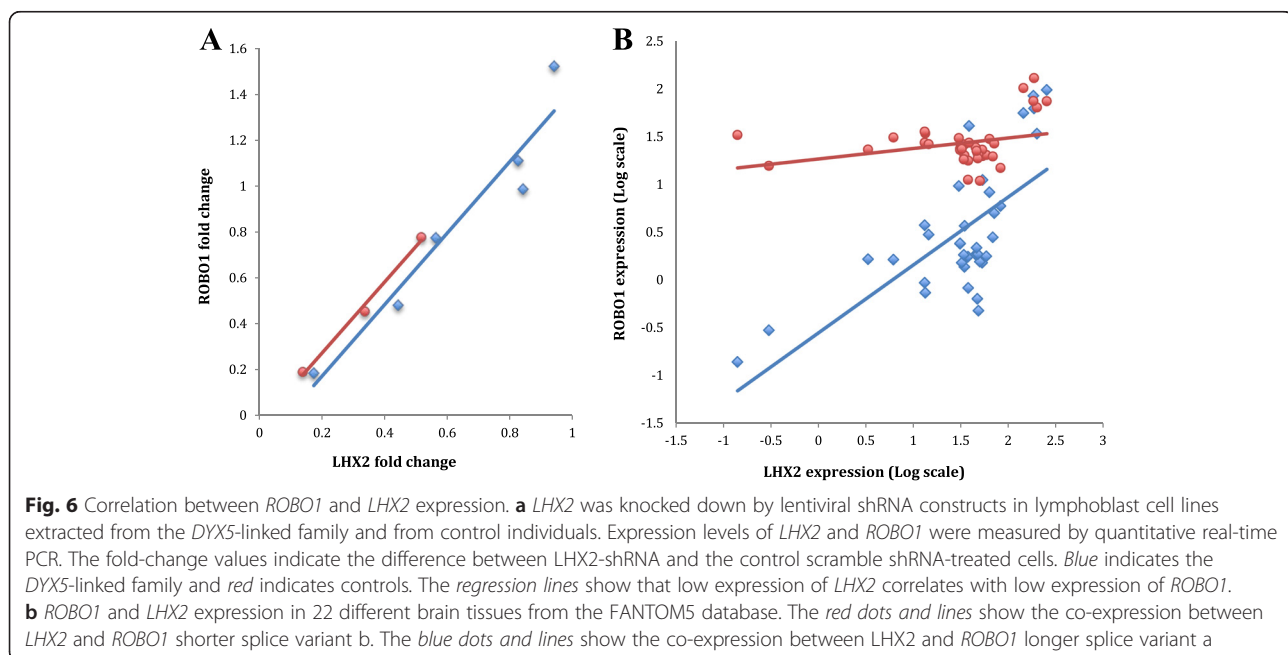 A
B
1.6
1.4
1.2
1
0.8
0.6
0.4
0.2
0
0
0.2
0.4
0.6
0.8
1
ROBO1 fold change
LHX2 fold change
2.5
2
1.5
1
0.5
0
-0.5
-1
-1.5
-1.5
-1
-0.5
0
0.5
1
1.5
2
2.5
3
ROBO1 expression (Log scale)
LHX2 expression (Log scale)
Fig. 6 Correlation between ROBO1 and LHX2 expression. a LHX2 was knocked down by lentiviral shRNA constructs in lymphoblast cell lines
extracted from the DYX5-linked family and from control individuals. Expression levels of LHX2 and ROBO1 were measured by quantitative real-time
PCR. The fold-change values indicate the difference between LHX2-shRNA and the control scramble shRNA-treated cells. Blue indicates the
DYX5-linked family and red indicates controls. The regression lines show that low expression of LHX2 correlates with low expression of ROBO1.
b ROBO1 and LHX2 expression in 22 different brain tissues from the FANTOM5 database. The red dots and lines show the co-expression between
LHX2 and ROBO1 shorter splice variant b. The blue dots and lines show the co-expression between LHX2 and ROBO1 longer splice variant a